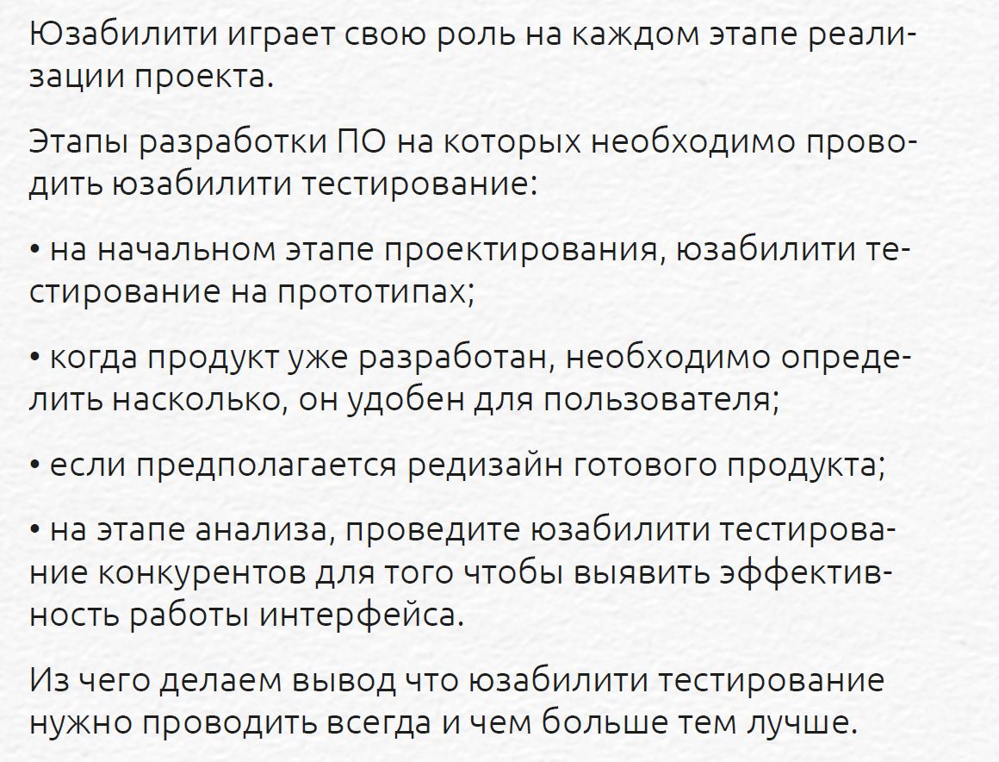 Юзабилити играет свою роль на каждом этапе реали-
зации проекта.
Этапы разработки ПО на которых необходимо прово-
дить юзабилити тестирование:
• на начальном этапе проектирования, юзабилити те-
стирование на прототипах;
• когда продукт уже разработан, необходимо опреде-
лить насколько, он удобен для пользователя;
• если предполагается редизайн готового продукта;
• на этапе анализа, проведите юзабилити тестирова-
ние конкурентов для того чтобы выявить эффектив-
ность работы интерфейса.
Из чего делаем вывод что юзабилити тестирование
нужно проводить всегда и чем больше тем лучше.